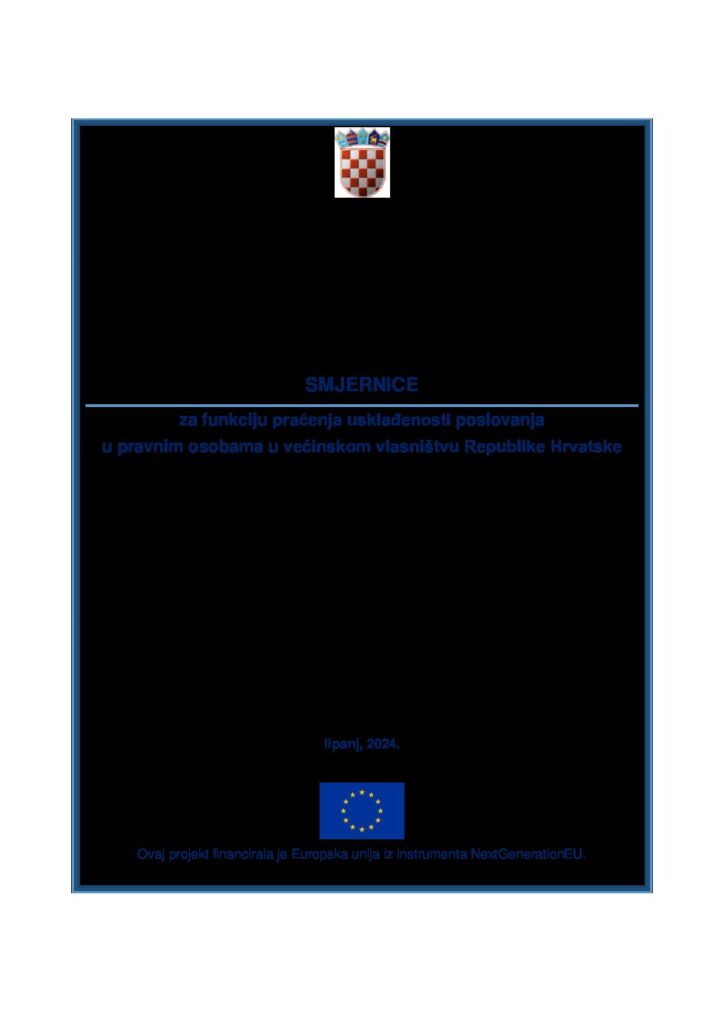 SMJERNICE
za funkciju praćenja usklađenosti poslovanja
u pravnim osobama u većinskom vlasništvu Republike Hrvatske
lipanj, 2024.
Ovaj projekt financirala je Europska unija iz instrumenta NextGenerationEU.